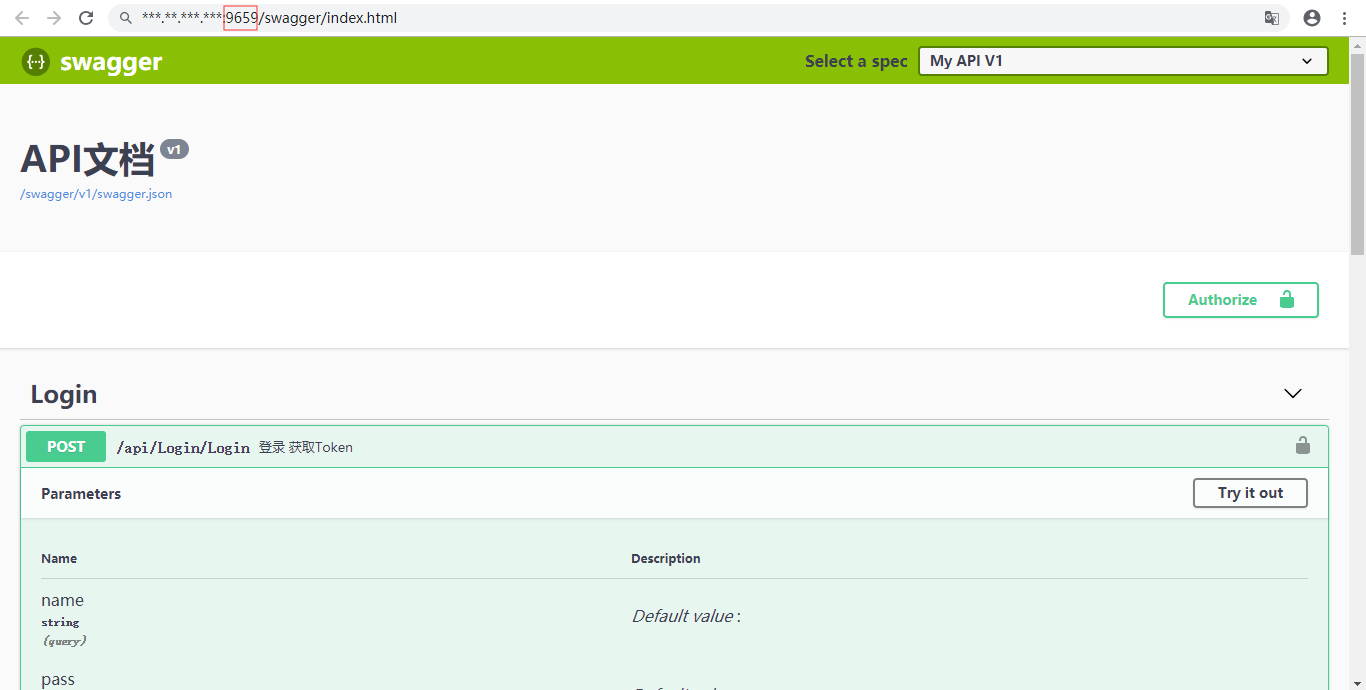 ***.**.***.***:9659/swagger/index.html
{··} swagger
Select a spec
My API V1
API文档 v1
/swagger/v1/swagger.json
Authorize
Login
POST /api/Login/Login 登录 获取Token
Parameters
Try it out
Name Description
name
string
(query)
Default value :
pass